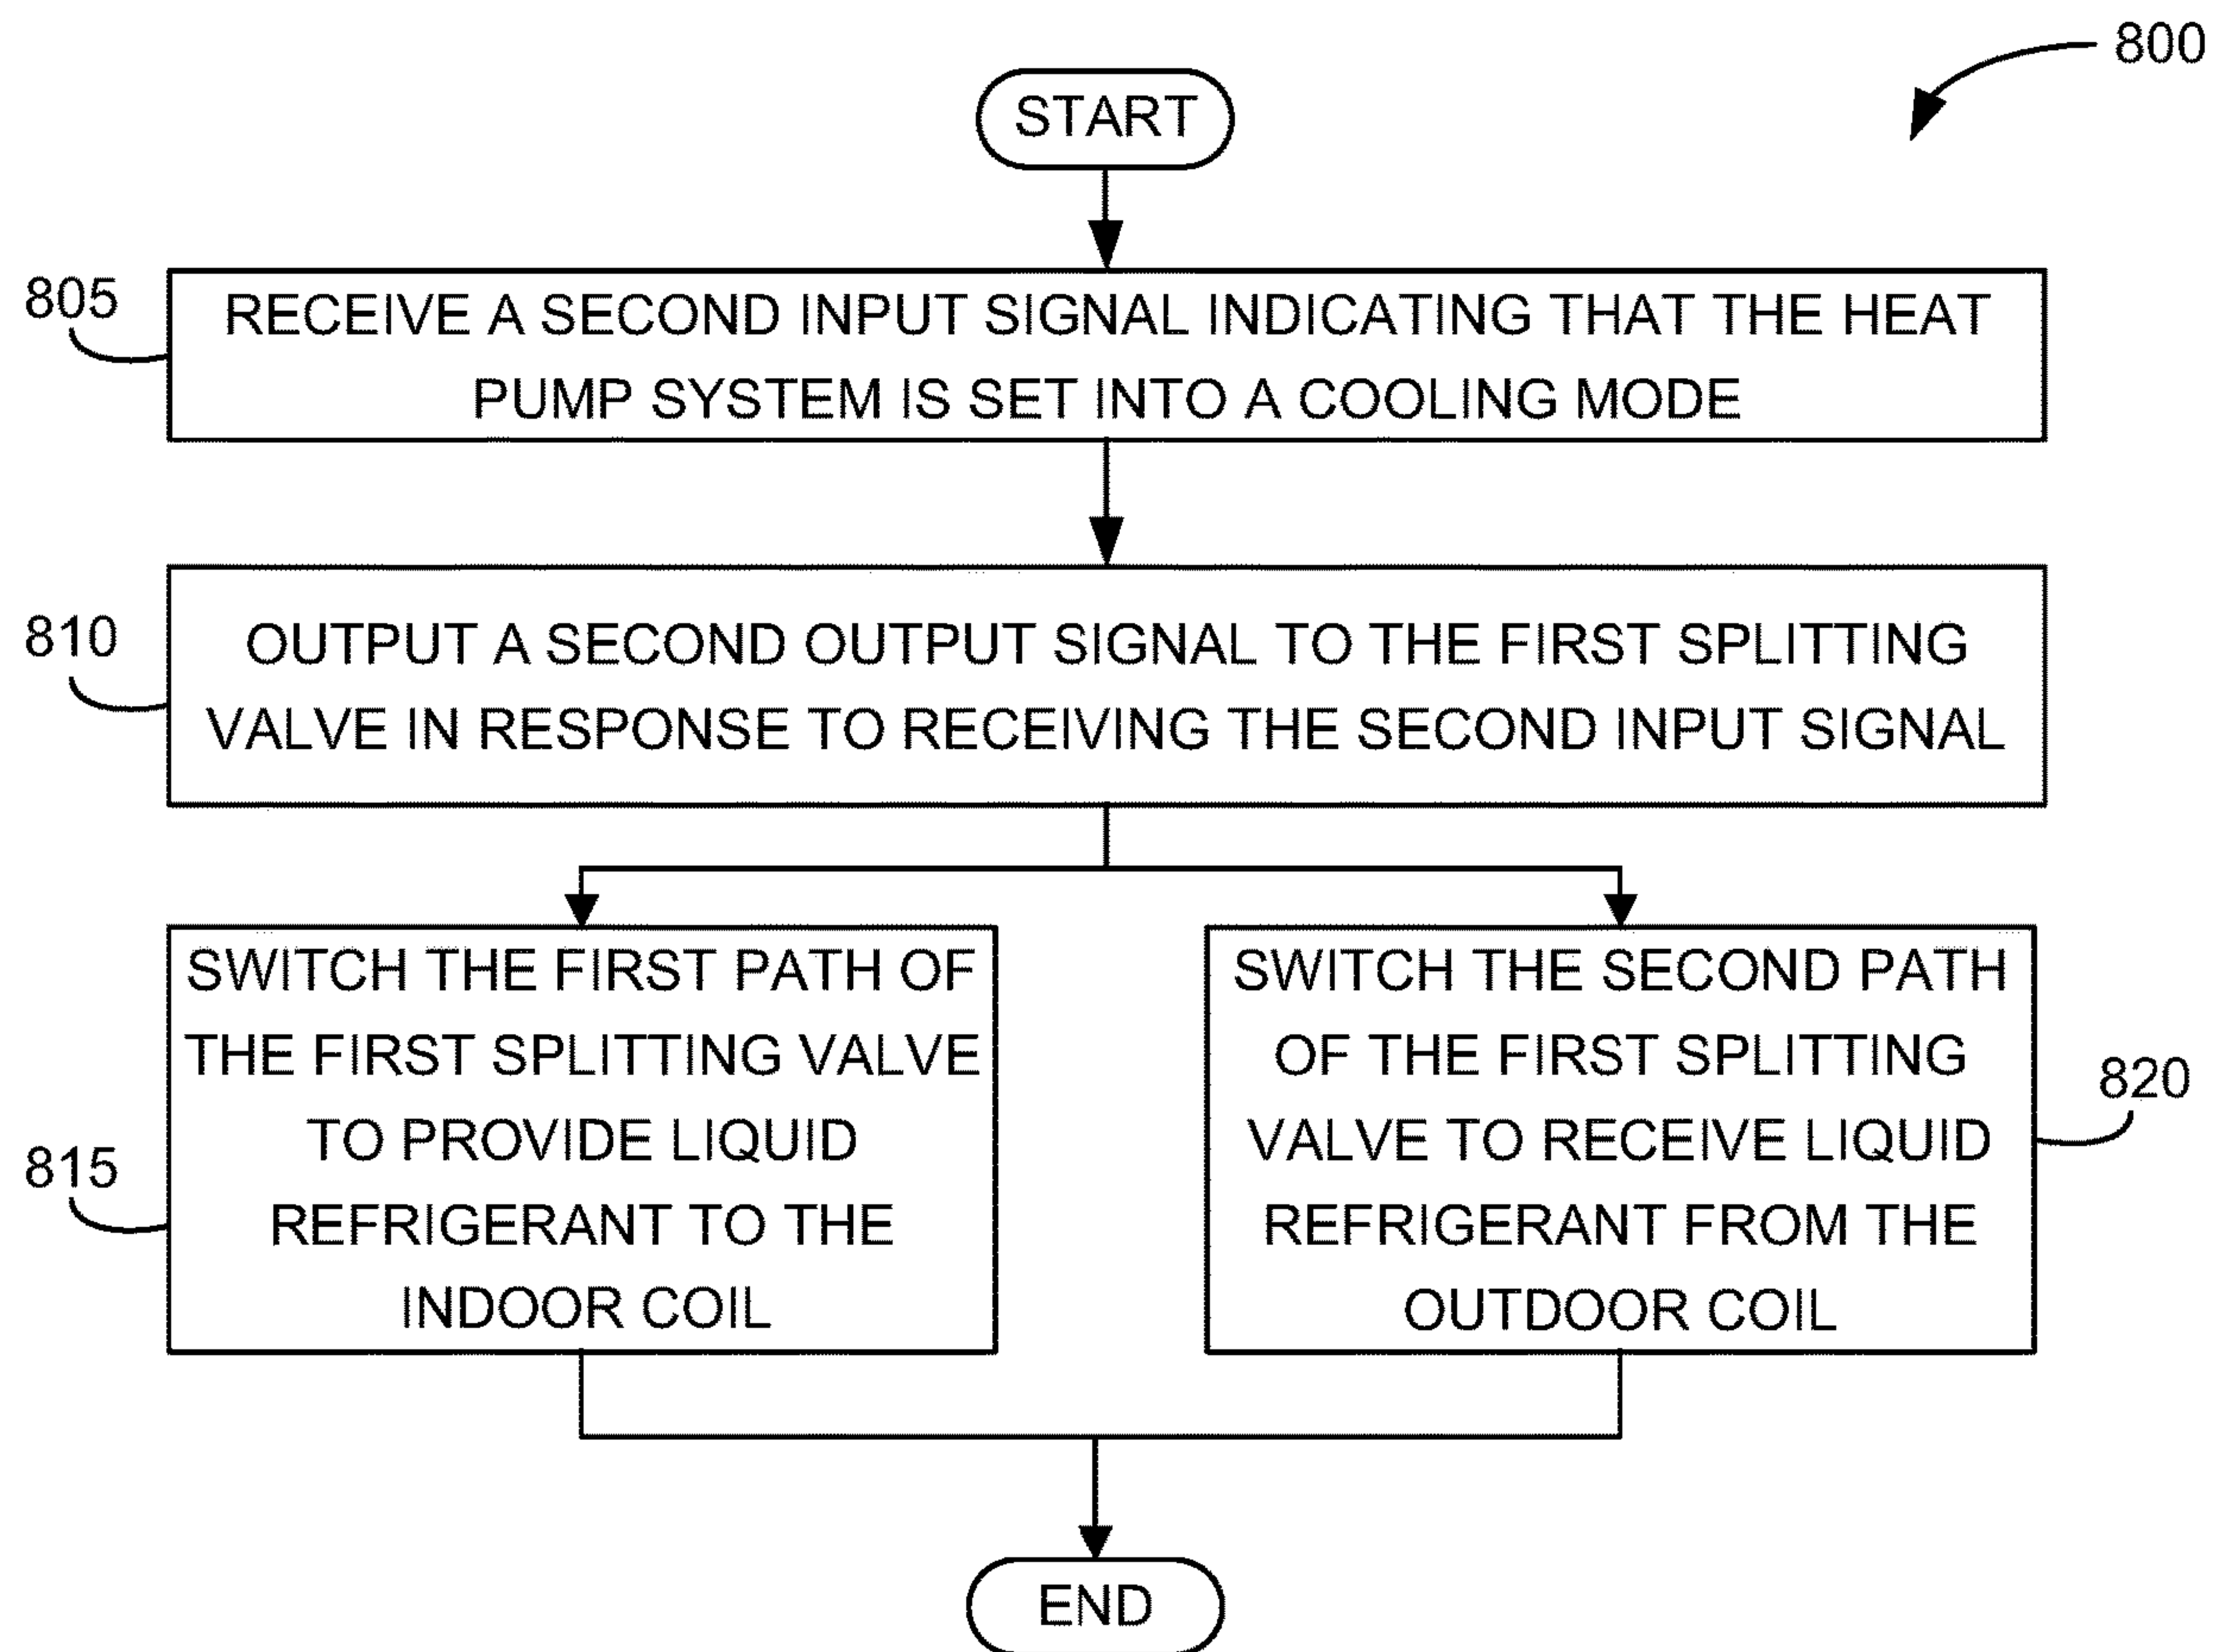 800
START
805
RECEIVE A SECOND INPUT SIGNAL INDICATING THAT THE HEAT
PUMP SYSTEM IS SET INTO A COOLING MODE
810
OUTPUT A SECOND OUTPUT SIGNAL TO THE FIRST SPLITTING
VALVE IN RESPONSE TO RECEIVING THE SECOND INPUT SIGNAL
815
SWITCH THE FIRST PATH OF
THE FIRST SPLITTING VALVE
TO PROVIDE LIQUID
REFRIGERANT TO THE
INDOOR COIL
SWITCH THE SECOND PATH
OF THE FIRST SPLITTING
VALVE TO RECEIVE LIQUID
REFRIGERANT FROM THE
OUTDOOR COIL
820
END